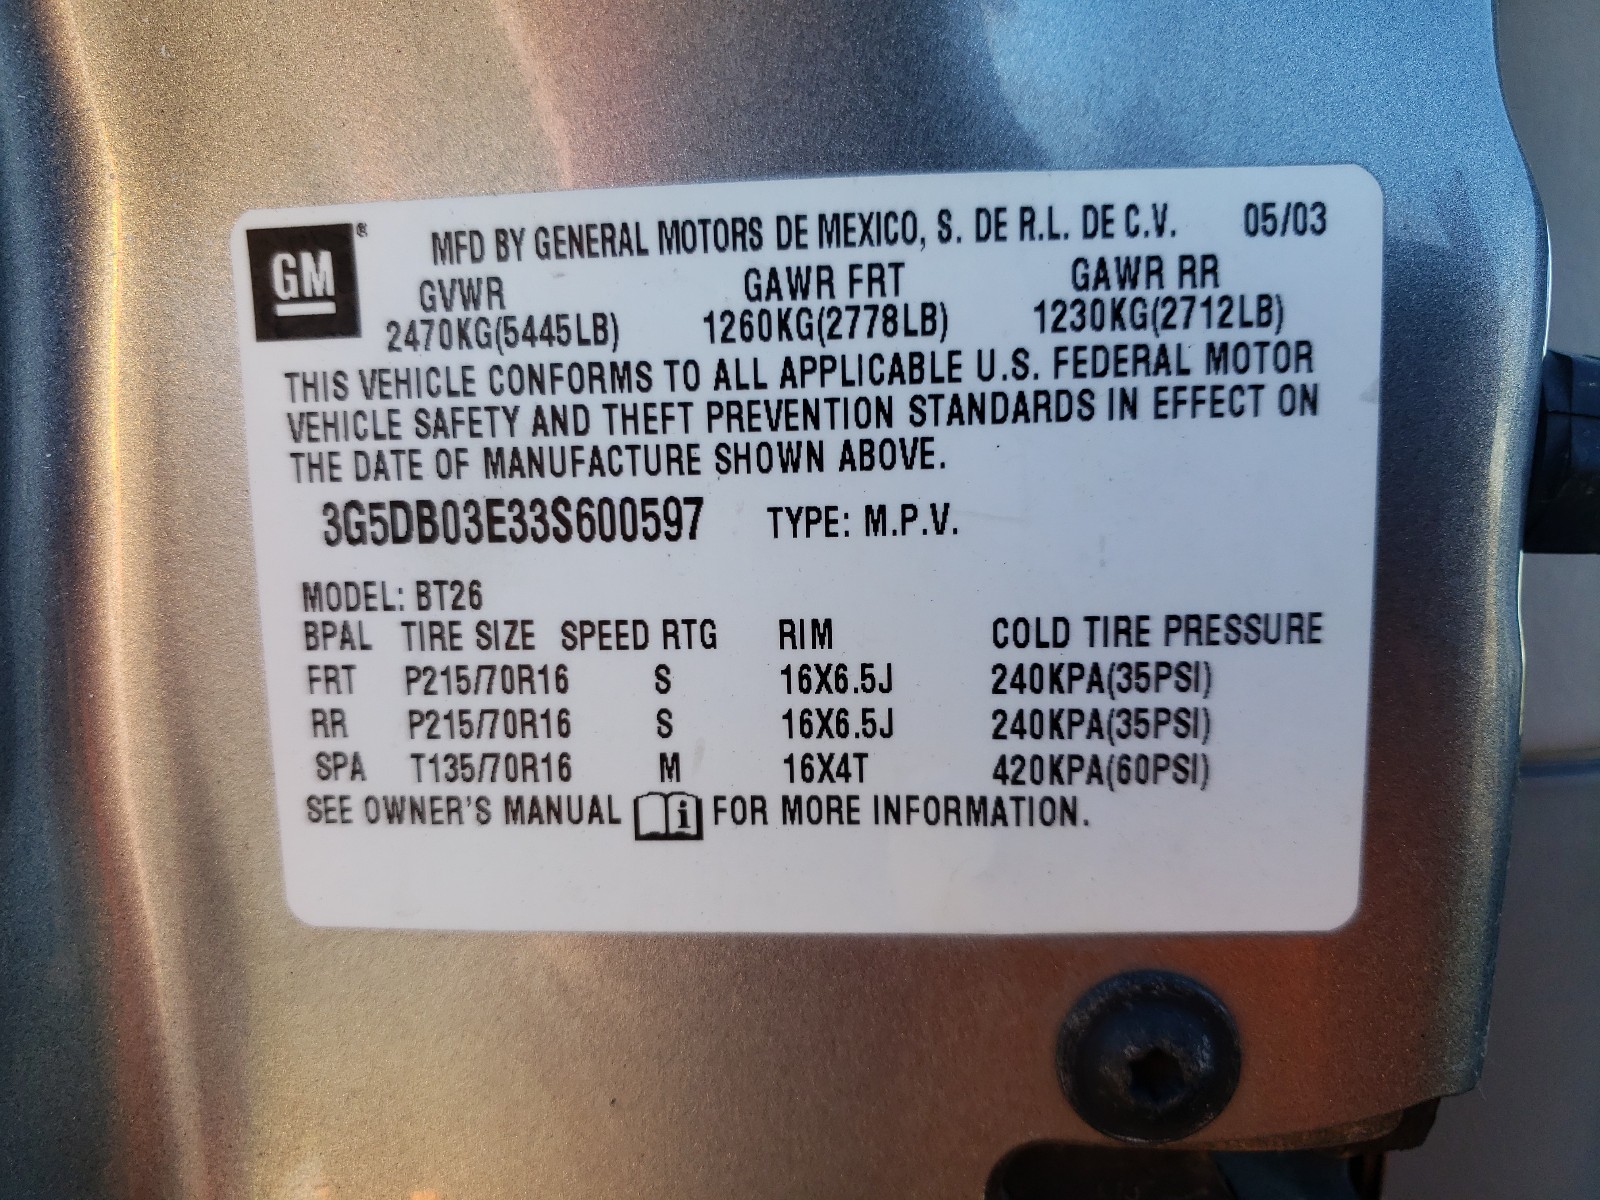 GM ® MFD BY GENERAL MOTORS DE MEXICO, S. DE R.L. DE C.V. 05/03
GVWR GAWR FRT GAWR RR
2470KG(5445LB) 1260KG(2778LB) 1230KG(2712LB)
THIS VEHICLE CONFORMS TO ALL APPLICABLE U.S. FEDERAL MOTOR
VEHICLE SAFETY AND THEFT PREVENTION STANDARDS IN EFFECT ON
THE DATE OF MANUFACTURE SHOWN ABOVE.
3G5DB03E33S600597 TYPE: M.P.V.
MODEL: BT26
BPAL TIRE SIZE SPEED RTG RIM COLD TIRE PRESSURE
FRT P215/70R16 S 16X6.5J 240KPA(35PSI)
RR P215/70R16 S 16X6.5J 240KPA(35PSI)
SPA T135/70R16 M 16X4T 420KPA(60PSI)
SEE OWNER'S MANUAL i FOR MORE INFORMATION.